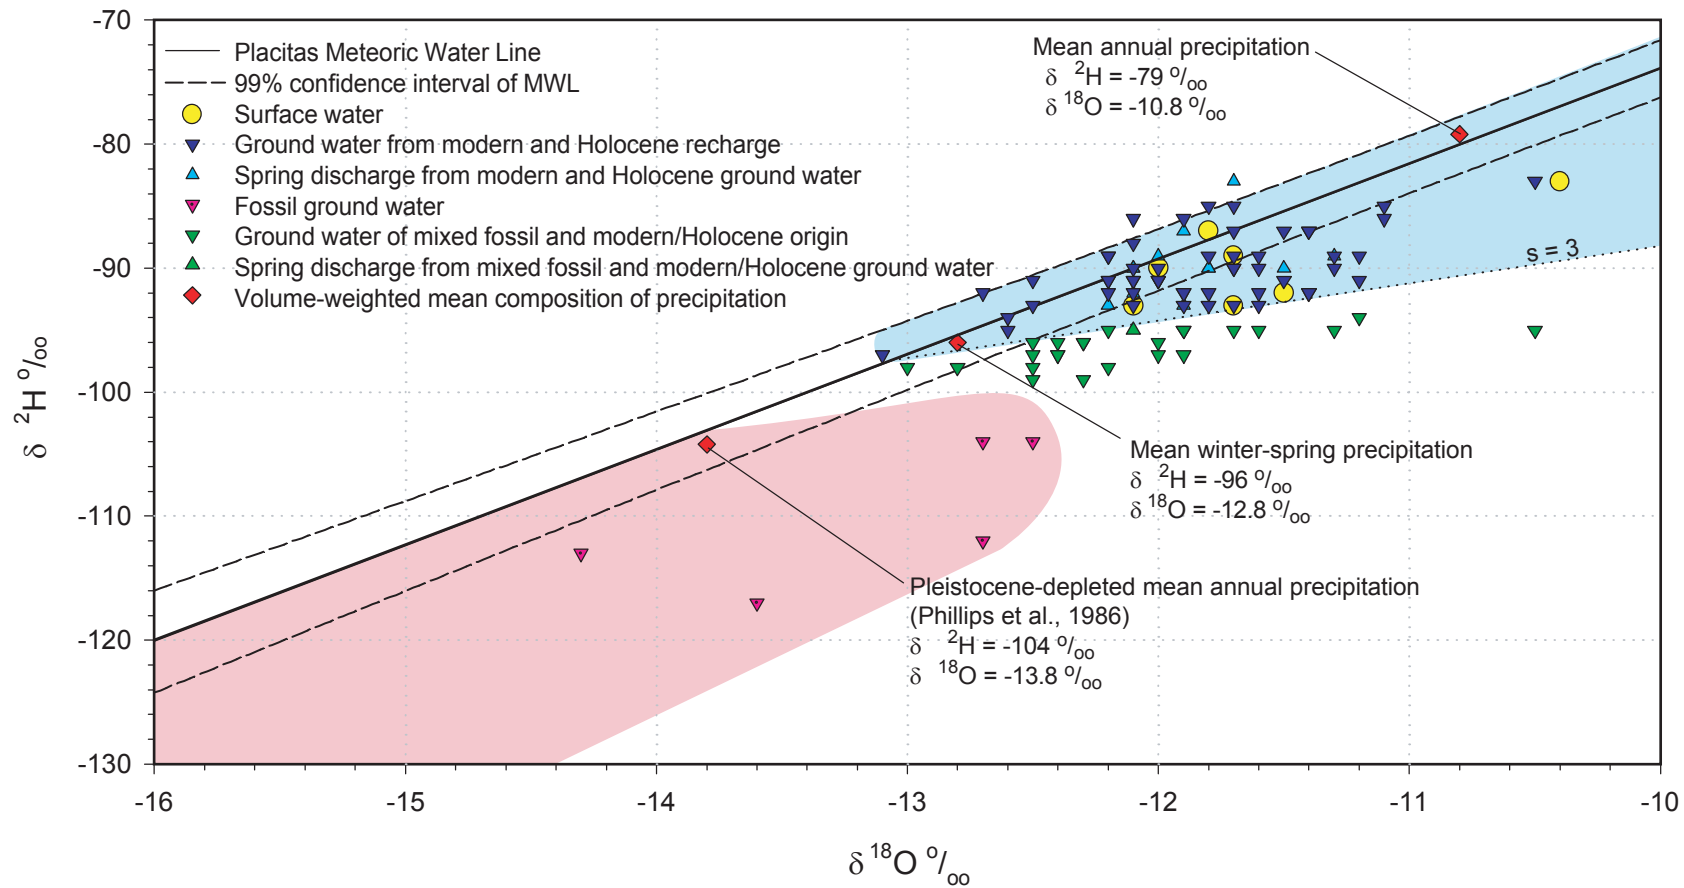 -70
-80
-90
-100
-110
-120
-130
δ ²H º/ₒₒ
Placitas Meteoric Water Line
99% confidence interval of MWL
Surface water
Ground water from modern and Holocene recharge
Spring discharge from modern and Holocene ground water
Fossil ground water
Ground water of mixed fossil and modern/Holocene origin
Spring discharge from mixed fossil and modern/Holocene ground water
Volume-weighted mean composition of precipitation
Mean annual precipitation
δ ²H = -79 º/ₒₒ
δ ¹⁸O = -10.8 º/ₒₒ
s = 3
Mean winter-spring precipitation
δ ²H = -96 º/ₒₒ
δ ¹⁸O = -12.8 º/ₒₒ
Pleistocene-depleted mean annual precipitation
(Phillips et al., 1986)
δ ²H = -104 º/ₒₒ
δ ¹⁸O = -13.8 º/ₒₒ
-16 -15 -14 -13 -12 -11 -10
δ ¹⁸O º/ₒₒ